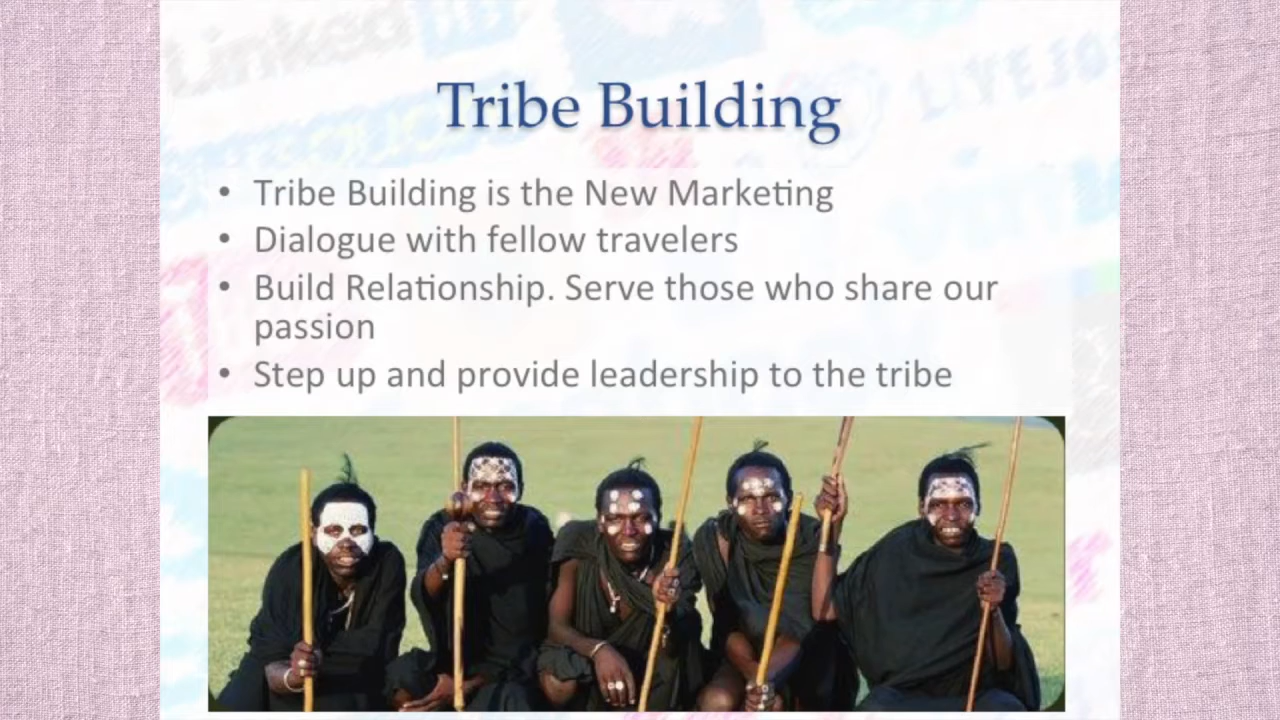 Tribe Building
• Tribe Building is the New Marketing
• Dialogue with fellow travelers
• Build Relationship. Serve those who share our
passion
• Step up and provide leadership to the tribe